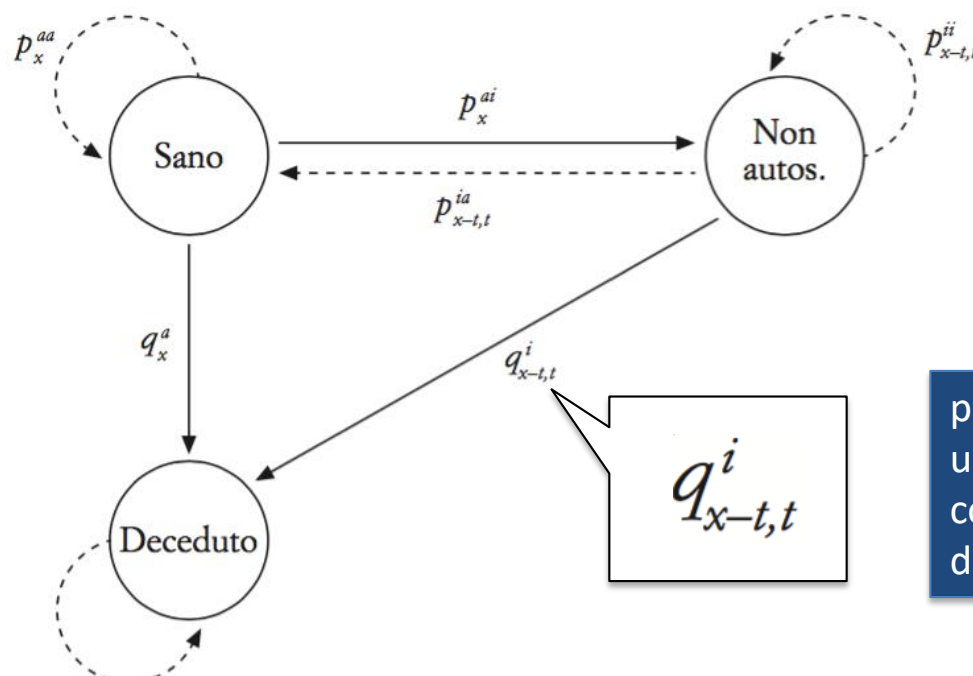 p_x^{aa}
p_{x-t,t}^{ii}
p_x^{ai}
Sano
Non
autos.
p_{x-t,t}^{ia}
q_x^a
q_{x-t,t}^i
q_{x-t,t}^i
Deceduto